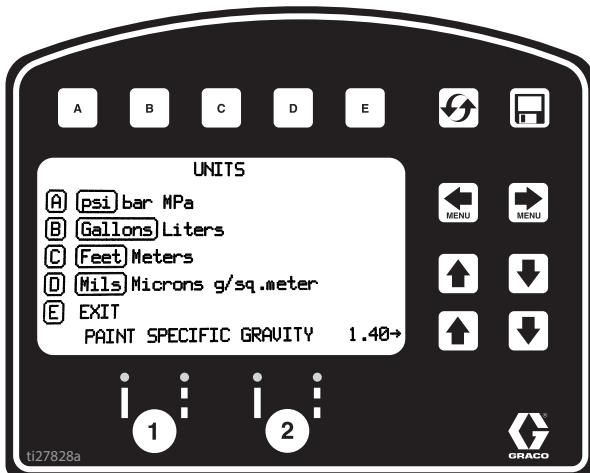 A B C D E
UNITS
A psi bar MPa
B Gallons Liters
C Feet Meters
D Mils Microns g/sq.meter
E EXIT
PAINT SPECIFIC GRAVITY 1.40→
MENU MENU
1 2
ti27828a
GRACO